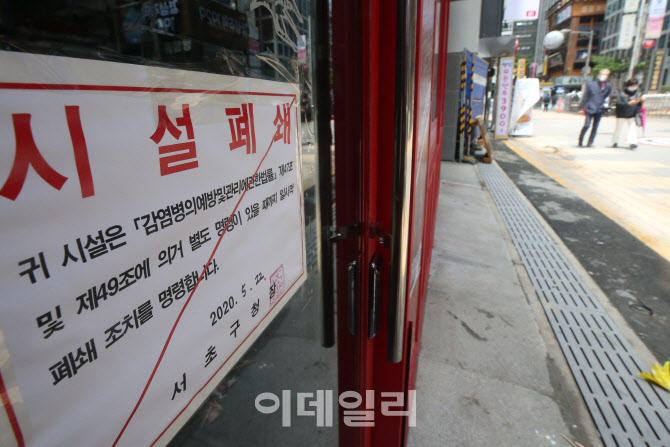 시 설 폐 쇄
귀 시설은 「감염병의예방및관리에관한법률」 제47조
및 제49조에 의거 별도 명령이 있을 때까지 일시적
폐쇄 조치를 명령합니다.
2020. 5. 22.
서 초 구 청 장
이데일리